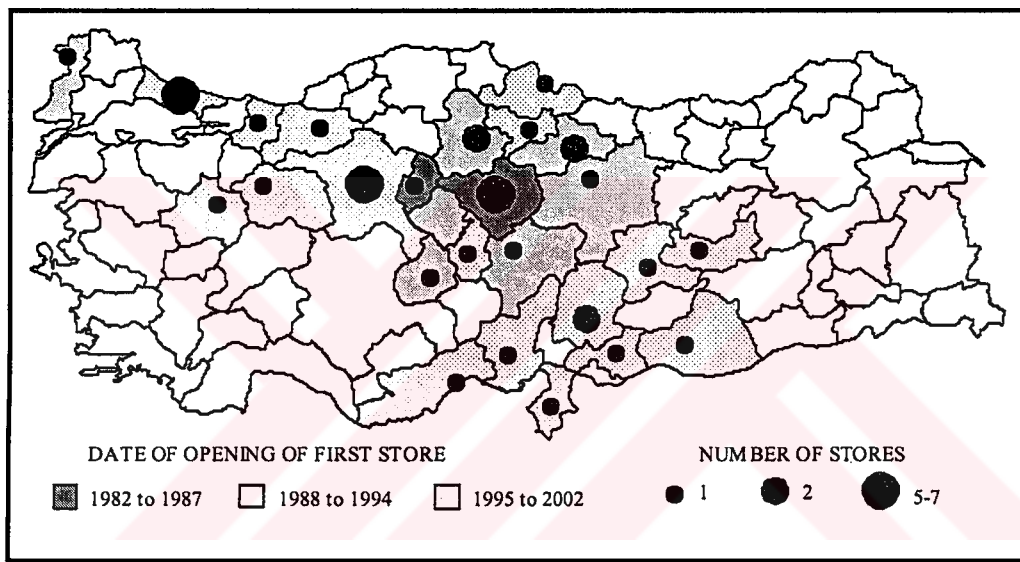 DATE OF OPENING OF FIRST STORE
1982 to 1987
1988 to 1994
1995 to 2002
NUMBER OF STORES
1
2
5-7